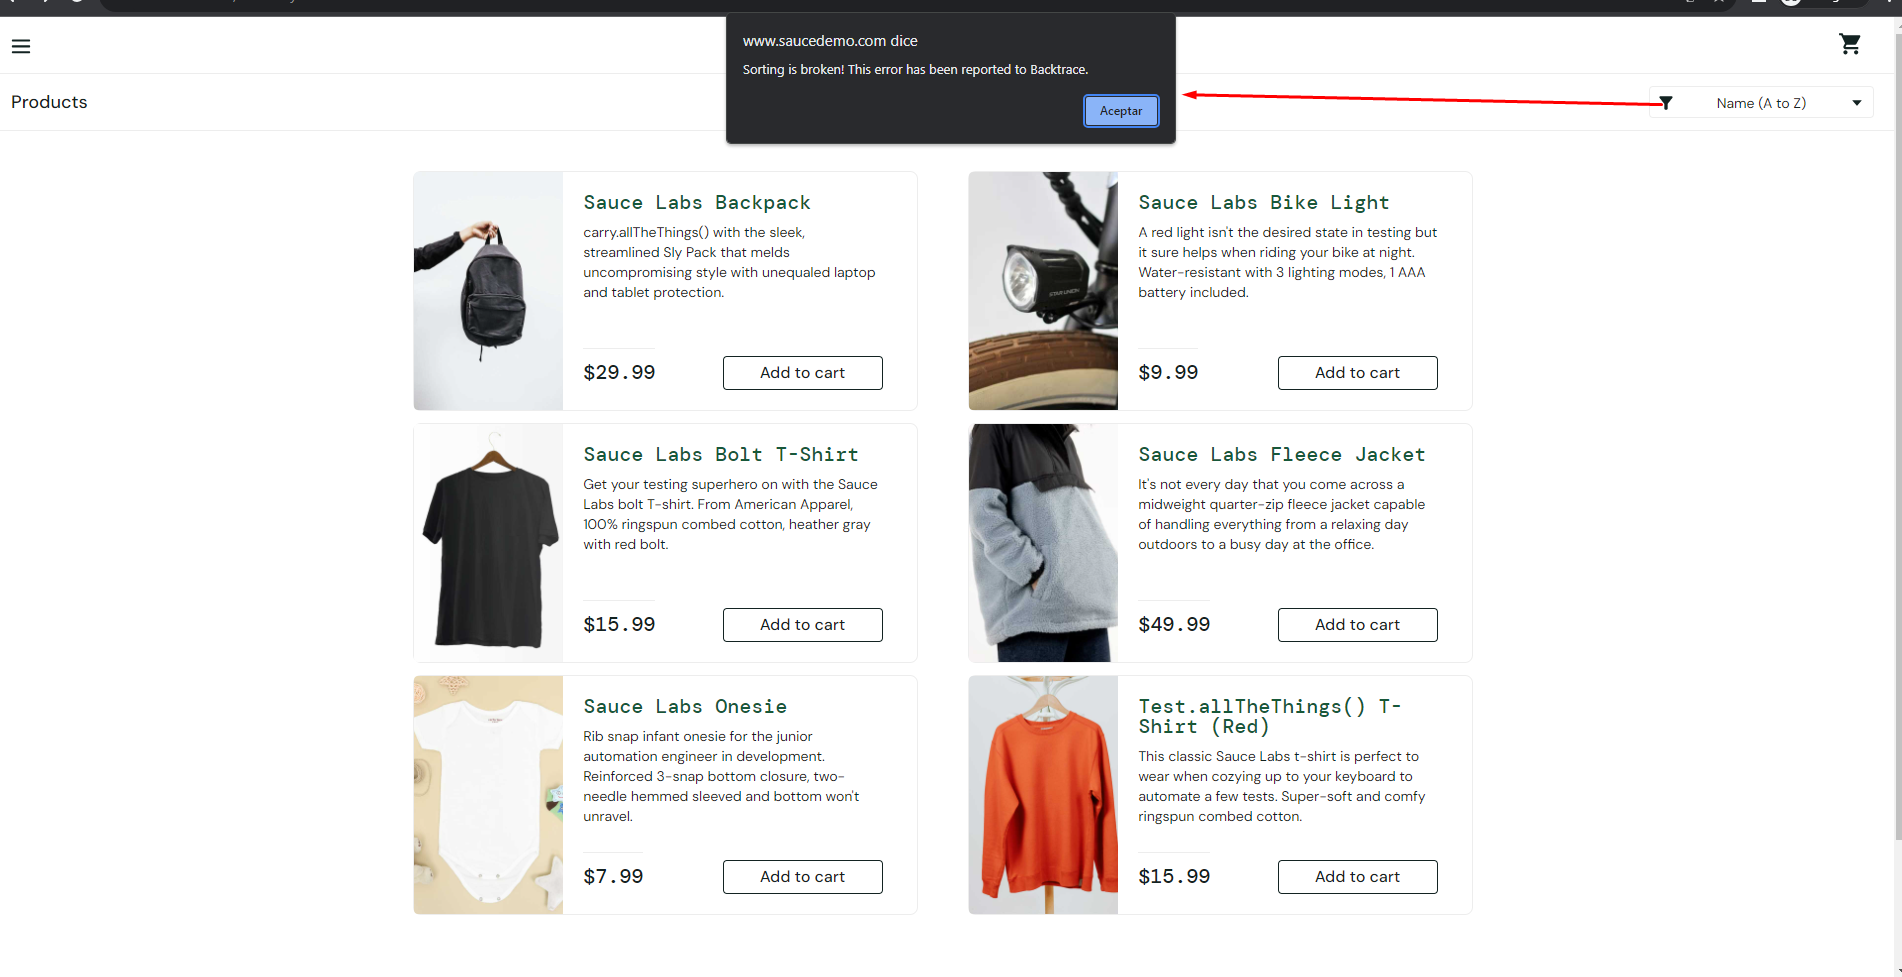 www.saucedemo.com dice
Sorting is broken! This error has been reported to Backtrace.
Aceptar
Products
Name (A to Z)
Sauce Labs Backpack
carry.allTheThings() with the sleek,
streamlined Sly Pack that melds
uncompromising style with unequaled laptop
and tablet protection.
$29.99
Add to cart
Sauce Labs Bike Light
A red light isn't the desired state in testing but
it sure helps when riding your bike at night.
Water-resistant with 3 lighting modes, 1 AAA
battery included.
$9.99
Add to cart
STAR UNION
Sauce Labs Bolt T-Shirt
Get your testing superhero on with the Sauce
Labs bolt T-shirt. From American Apparel,
100% ringspun combed cotton, heather gray
with red bolt.
$15.99
Add to cart
Sauce Labs Fleece Jacket
It's not every day that you come across a
midweight quarter-zip fleece jacket capable
of handling everything from a relaxing day
outdoors to a busy day at the office.
$49.99
Add to cart
Sauce Labs Onesie
Rib snap infant onesie for the junior
automation engineer in development.
Reinforced 3-snap bottom closure, two-
needle hemmed sleeved and bottom won't
unravel.
$7.99
Add to cart
Test.allTheThings() T-
Shirt (Red)
This classic Sauce Labs t-shirt is perfect to
wear when cozying up to your keyboard to
automate a few tests. Super-soft and comfy
ringspun combed cotton.
$15.99
Add to cart